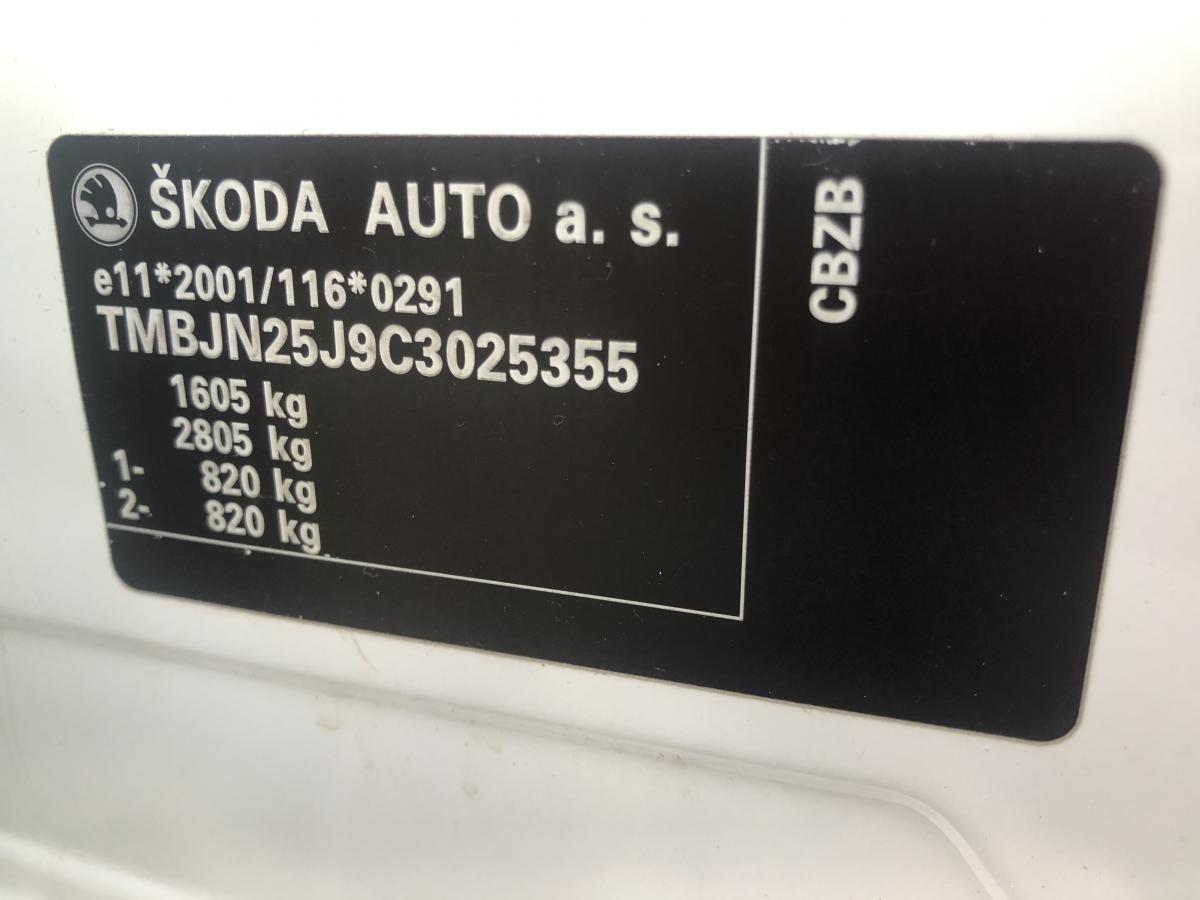 ŠKODA AUTO a. s.
e11*2001/116*0291
TMBJN25J9C3025355
1605 kg
2805 kg
1- 820 kg
2- 820 kg
CBZB